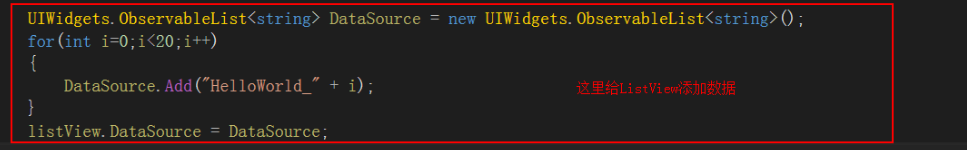 UIWidgets.ObservableList<string> DataSource = new UIWidgets.ObservableList<string>();
for(int i=0;i<20;i++)
{
DataSource.Add("HelloWorld_" + i);
这里给ListView添加数据
}
listView.DataSource = DataSource;